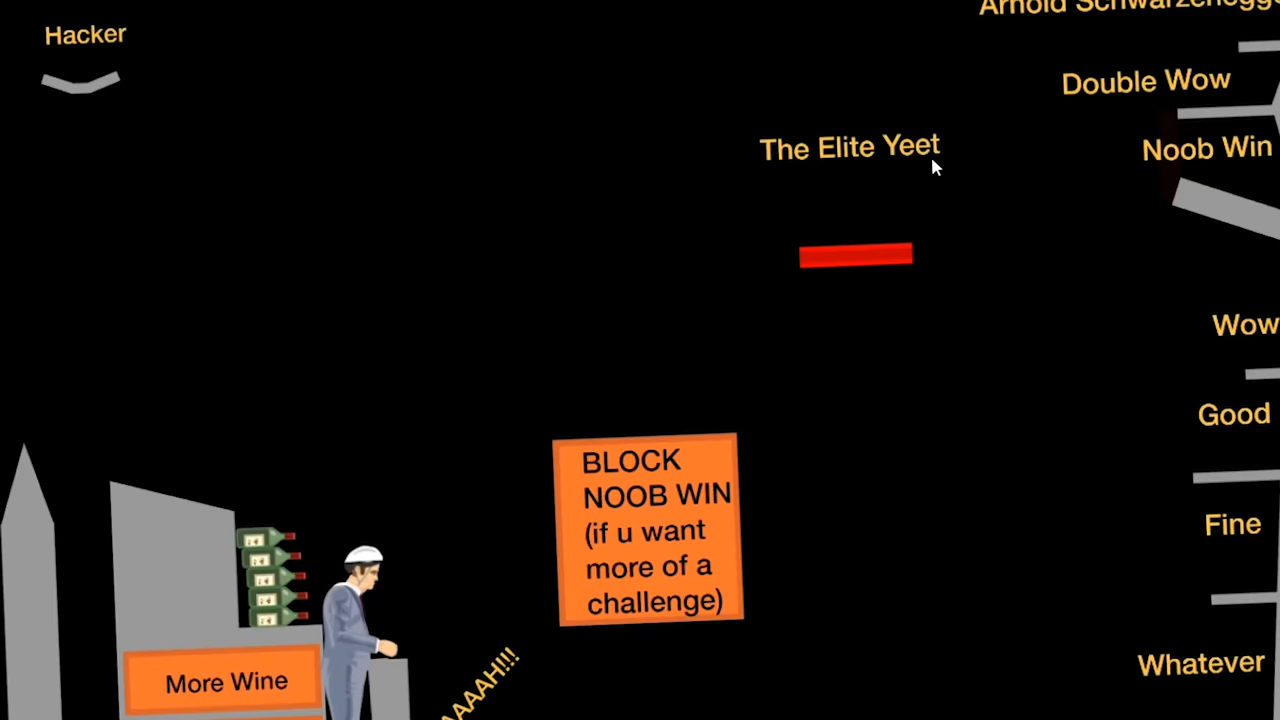 Arnold
Hacker
Double Wow
The Elite Yeet
Noob Win
Wow
Good
BLOCK
NOOB WIN
(if u want
more of a
challenge)
Fine
Whatever
More Wine
AAAAH!!!